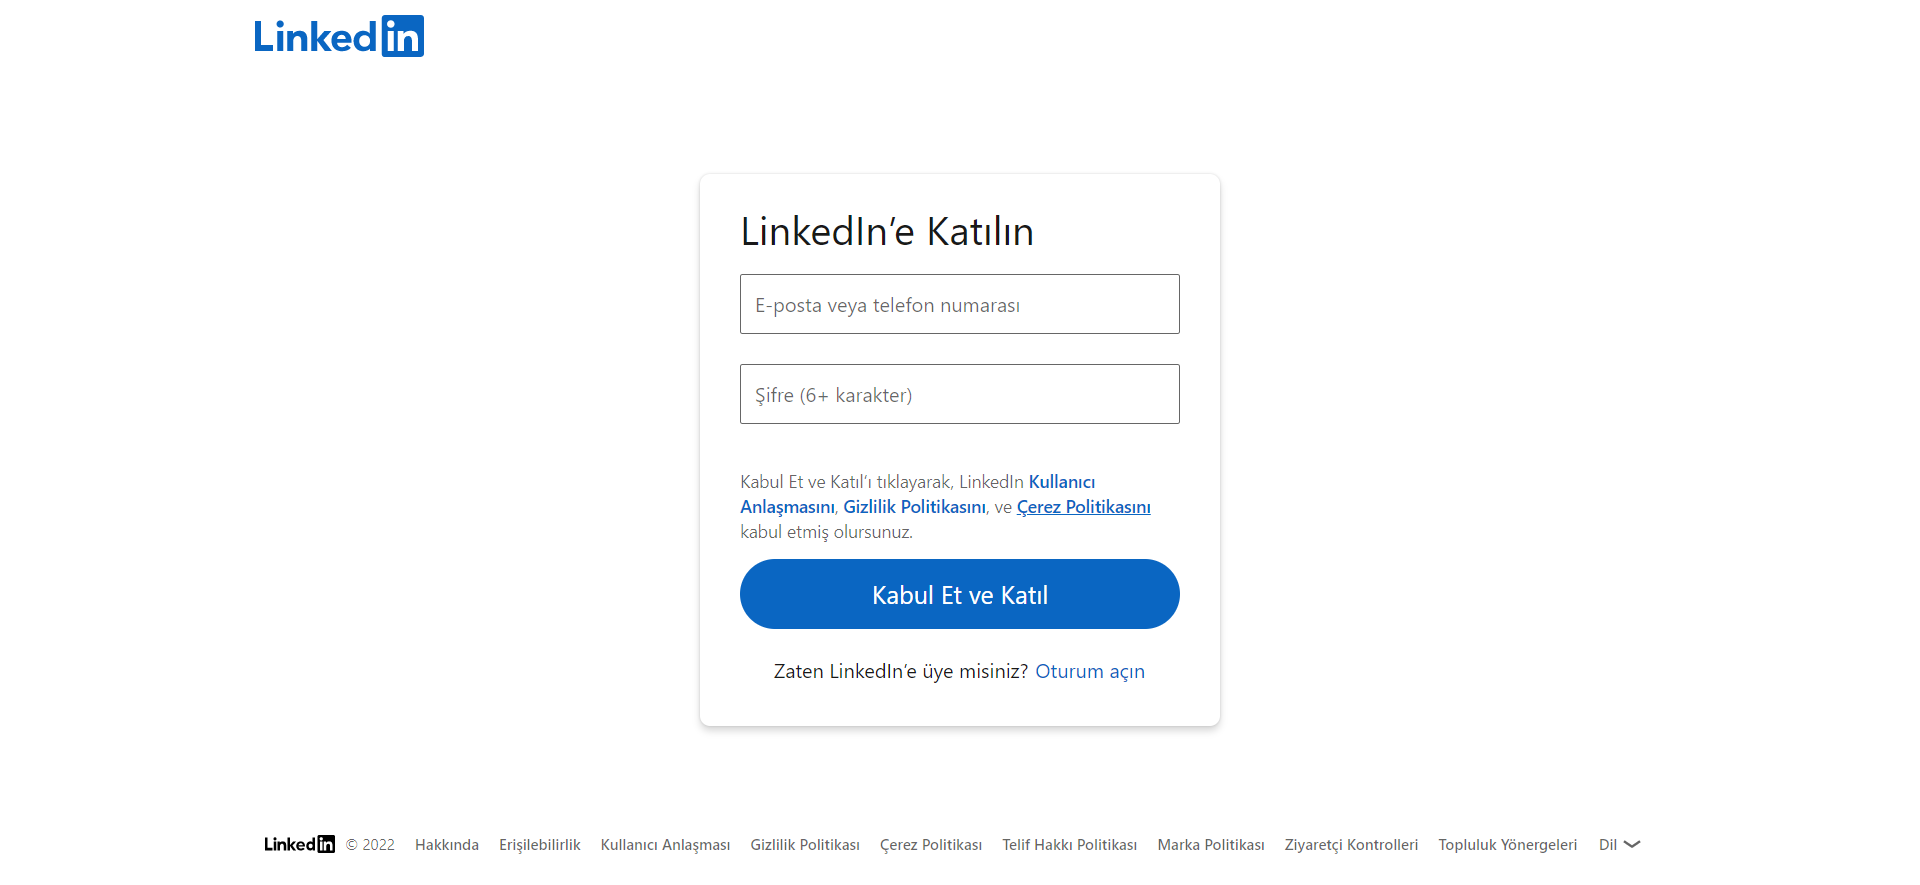 Linkedin
LinkedIn’e Katılın
E-posta veya telefon numarası
Şifre (6+ karakter)
Kabul Et ve Katıl’ı tıklayarak, LinkedIn Kullanıcı
Anlaşmasını, Gizlilik Politikasını, ve Çerez Politikasını
kabul etmiş olursunuz.
Kabul Et ve Katıl
Zaten LinkedIn’e üye misiniz? Oturum açın
Linkedin © 2022 Hakkında Erişilebilirlik Kullanıcı Anlaşması Gizlilik Politikası Çerez Politikası Telif Hakkı Politikası Marka Politikası Ziyaretçi Kontrolleri Topluluk Yönergeleri Dil